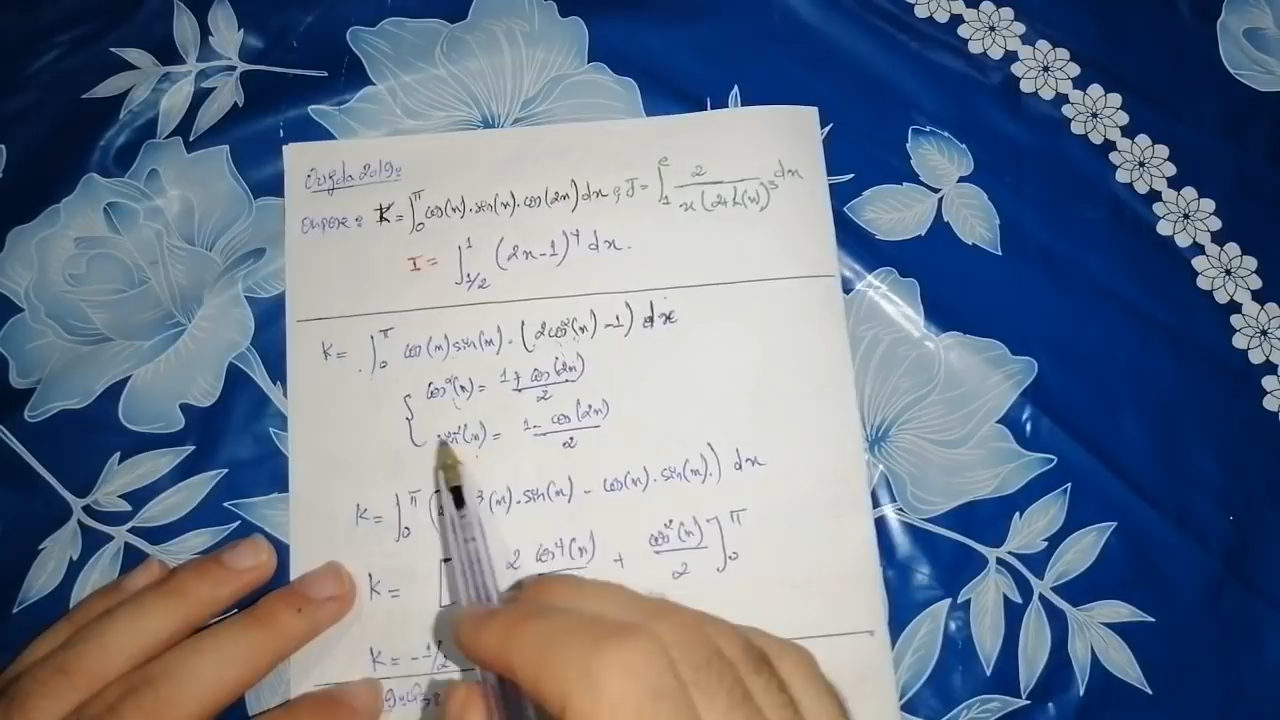 Oujda 2019:
K = ∫₀^π cos(x).sin(x).cos(2x) dx ; J = ∫₁^e 2/(x(2+ln(x))³) dx
I = ∫_{1/2}^1 (2x-1)⁴ dx.
K = ∫₀^π cos(x) sin(x) . (2cos²(x) - 1) dx
{ cos²(x) = (1 + cos(2x))/2
sin²(x) = (1 - cos(2x))/2
K = ∫₀^π ( ³(x).sin(x) - cos(x).sin(x).) dx
K = [ 2 cos⁴(x) + cos²(x)/2 ]₀^π
K = -1/2